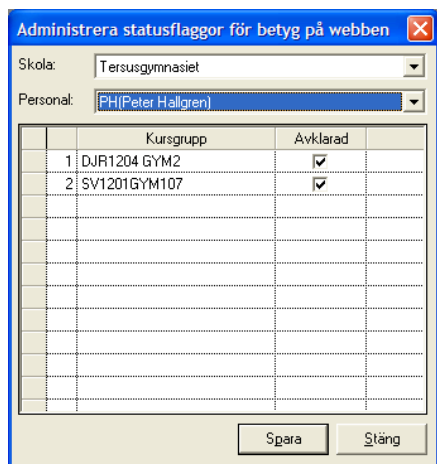 Administrera statusflaggor för betyg på webben
Skola: Tersusgymnasiet
Personal: PH(Peter Hallgren)
Kursgrupp Avklarad
1 DJR1204 GYM2
2 SV1201GYM107
Spara Stäng